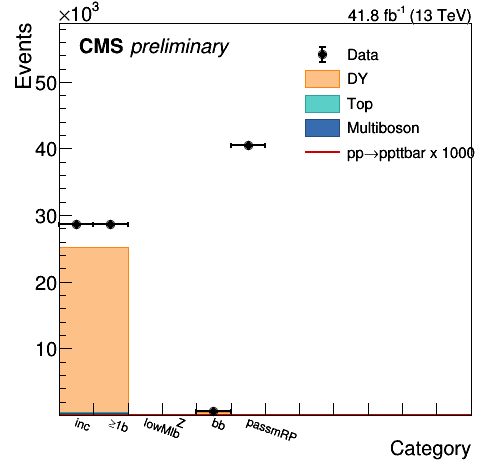 ×10³
41.8 fb⁻¹ (13 TeV)
Events
CMS preliminary
Data
DY
Top
Multiboson
pp→ppttbar x 1000
50
40
30
20
10
inc ≥1b lowMlb Z bb passmRP
Category